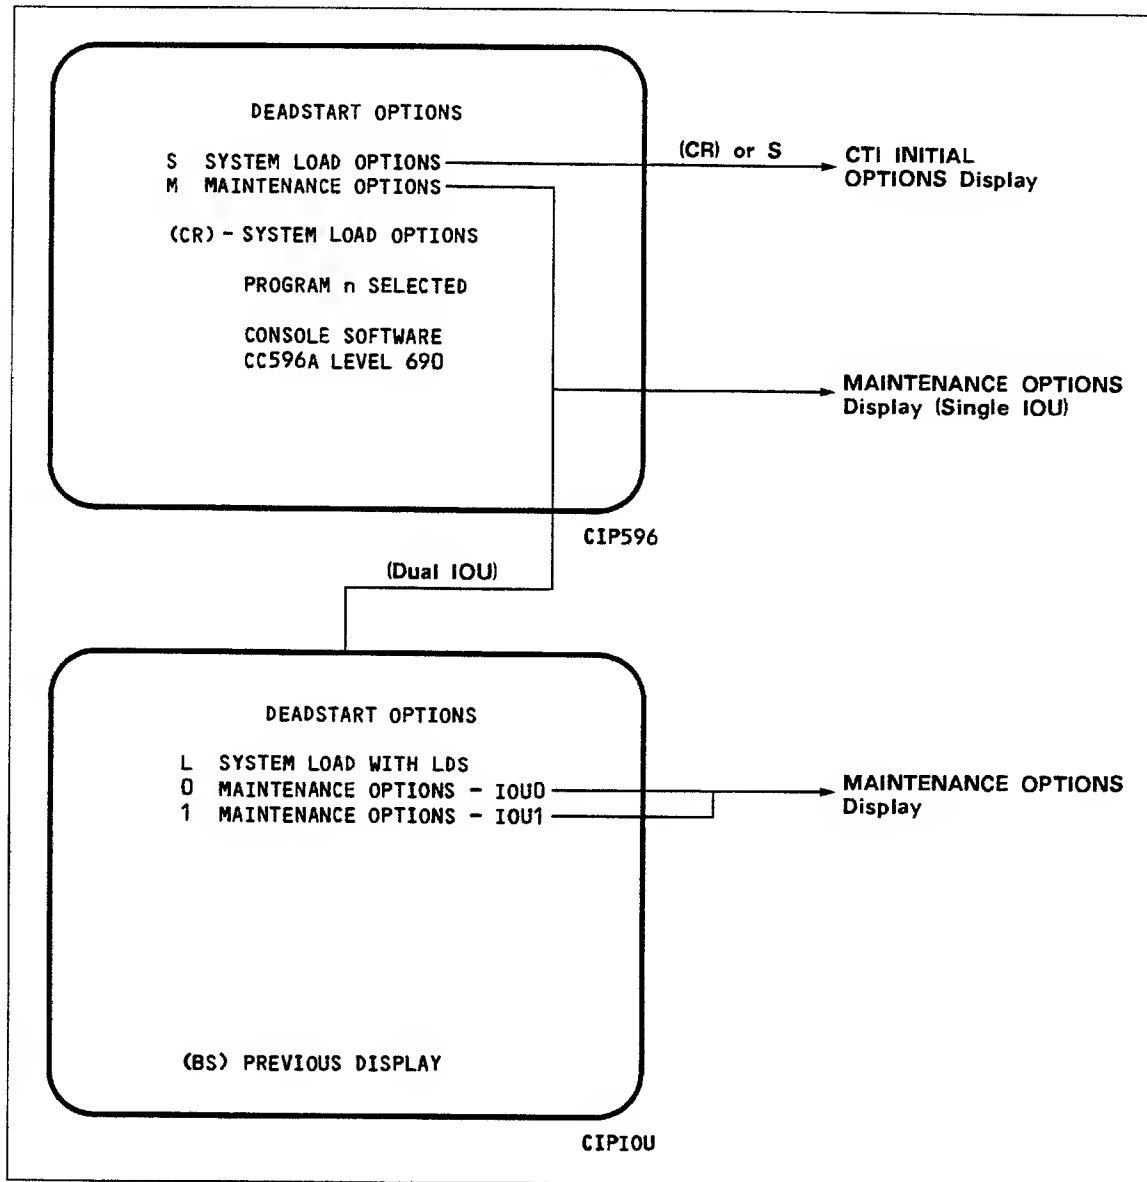 DEADSTART OPTIONS
S SYSTEM LOAD OPTIONS
M MAINTENANCE OPTIONS
(CR) - SYSTEM LOAD OPTIONS
PROGRAM n SELECTED
CONSOLE SOFTWARE
CC596A LEVEL 690
(CR) or S
CTI INITIAL
OPTIONS Display
MAINTENANCE OPTIONS
Display (Single IOU)
CIP596
(Dual IOU)
DEADSTART OPTIONS
L SYSTEM LOAD WITH LDS
0 MAINTENANCE OPTIONS - IOU0
1 MAINTENANCE OPTIONS - IOU1
MAINTENANCE OPTIONS
Display
(BS) PREVIOUS DISPLAY
CIPIOU